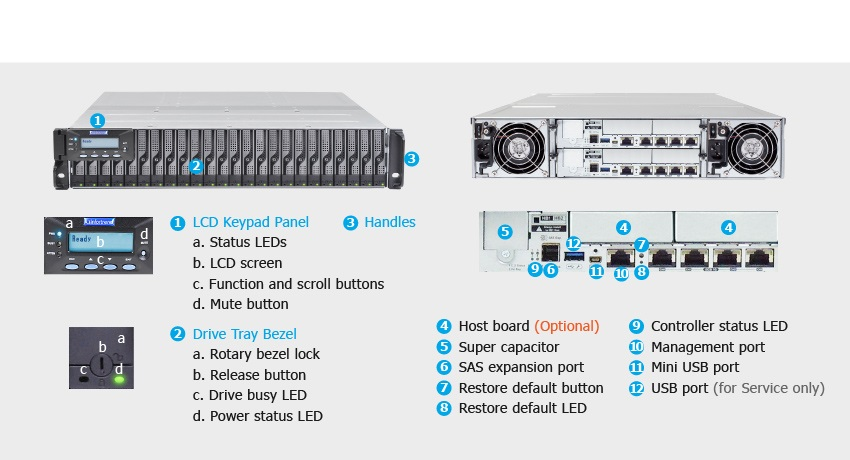 1
2
3
Infortrend
Ready
a
b
c
d
1 LCD Keypad Panel
a. Status LEDs
b. LCD screen
c. Function and scroll buttons
d. Mute button
3 Handles
a
b
c
d
2 Drive Tray Bezel
a. Rotary bezel lock
b. Release button
c. Drive busy LED
d. Power status LED
5
4
4
12
7
9
6
11
10
8
4 Host board (Optional)
5 Super capacitor
6 SAS expansion port
7 Restore default button
8 Restore default LED
9 Controller status LED
10 Management port
11 Mini USB port
12 USB port (for Service only)